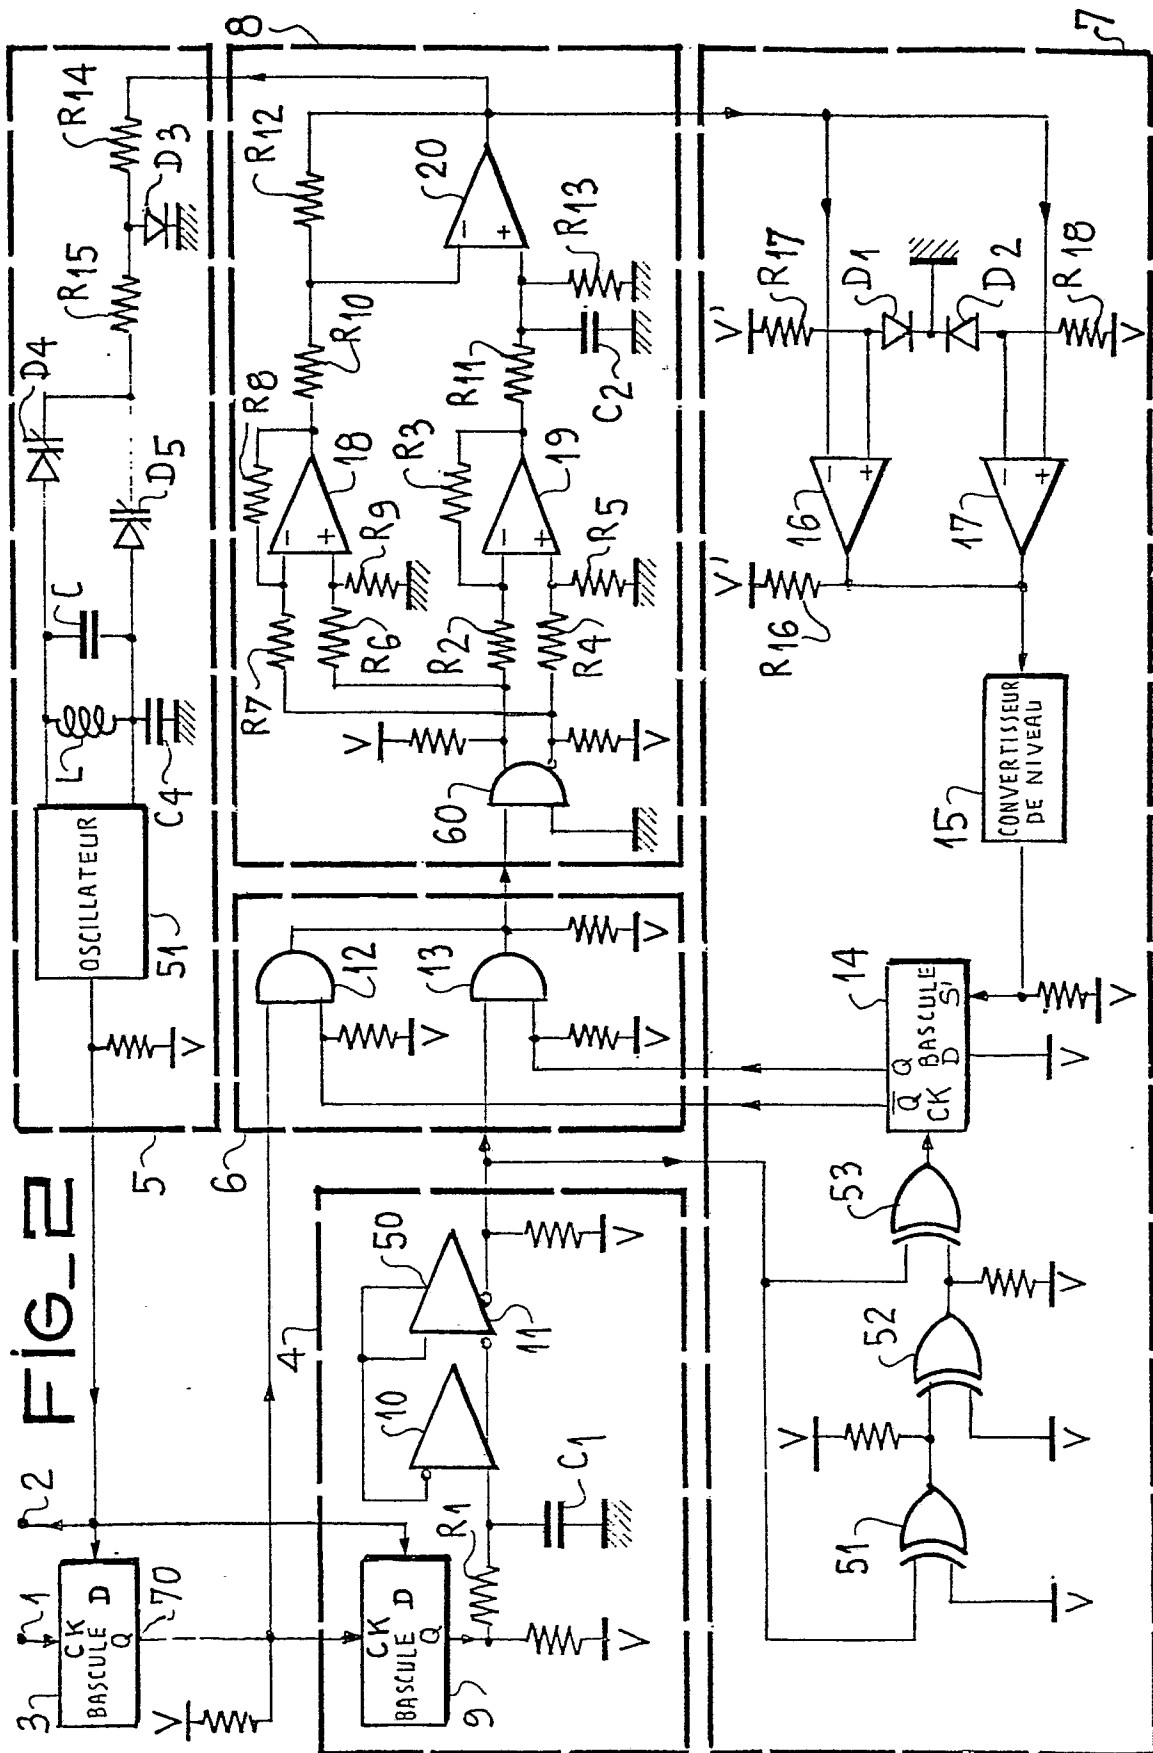 FIG_2
1
2
3
CK
BASCULE D
Q
70
V
OSCILLATEUR
51
V
5
L
C4
C
D4
D5
R15
D3
R14
4
CK
BASCULE D
Q
9
V
R1
C1
10
50
11
V
6
12
V
13
V
V
8
60
V
V
R7
R6
R2
R4
R8
18
R9
R3
19
R5
R10
R11
C2
R12
20
R13
7
51
V
V
52
V
V
53
14
Q̄ Q
CK BASCULE
D S
V
V
15
CONVERTISSEUR
DE NIVEAU
V'
R16
16
17
V'
R17
D1
D2
R18
V